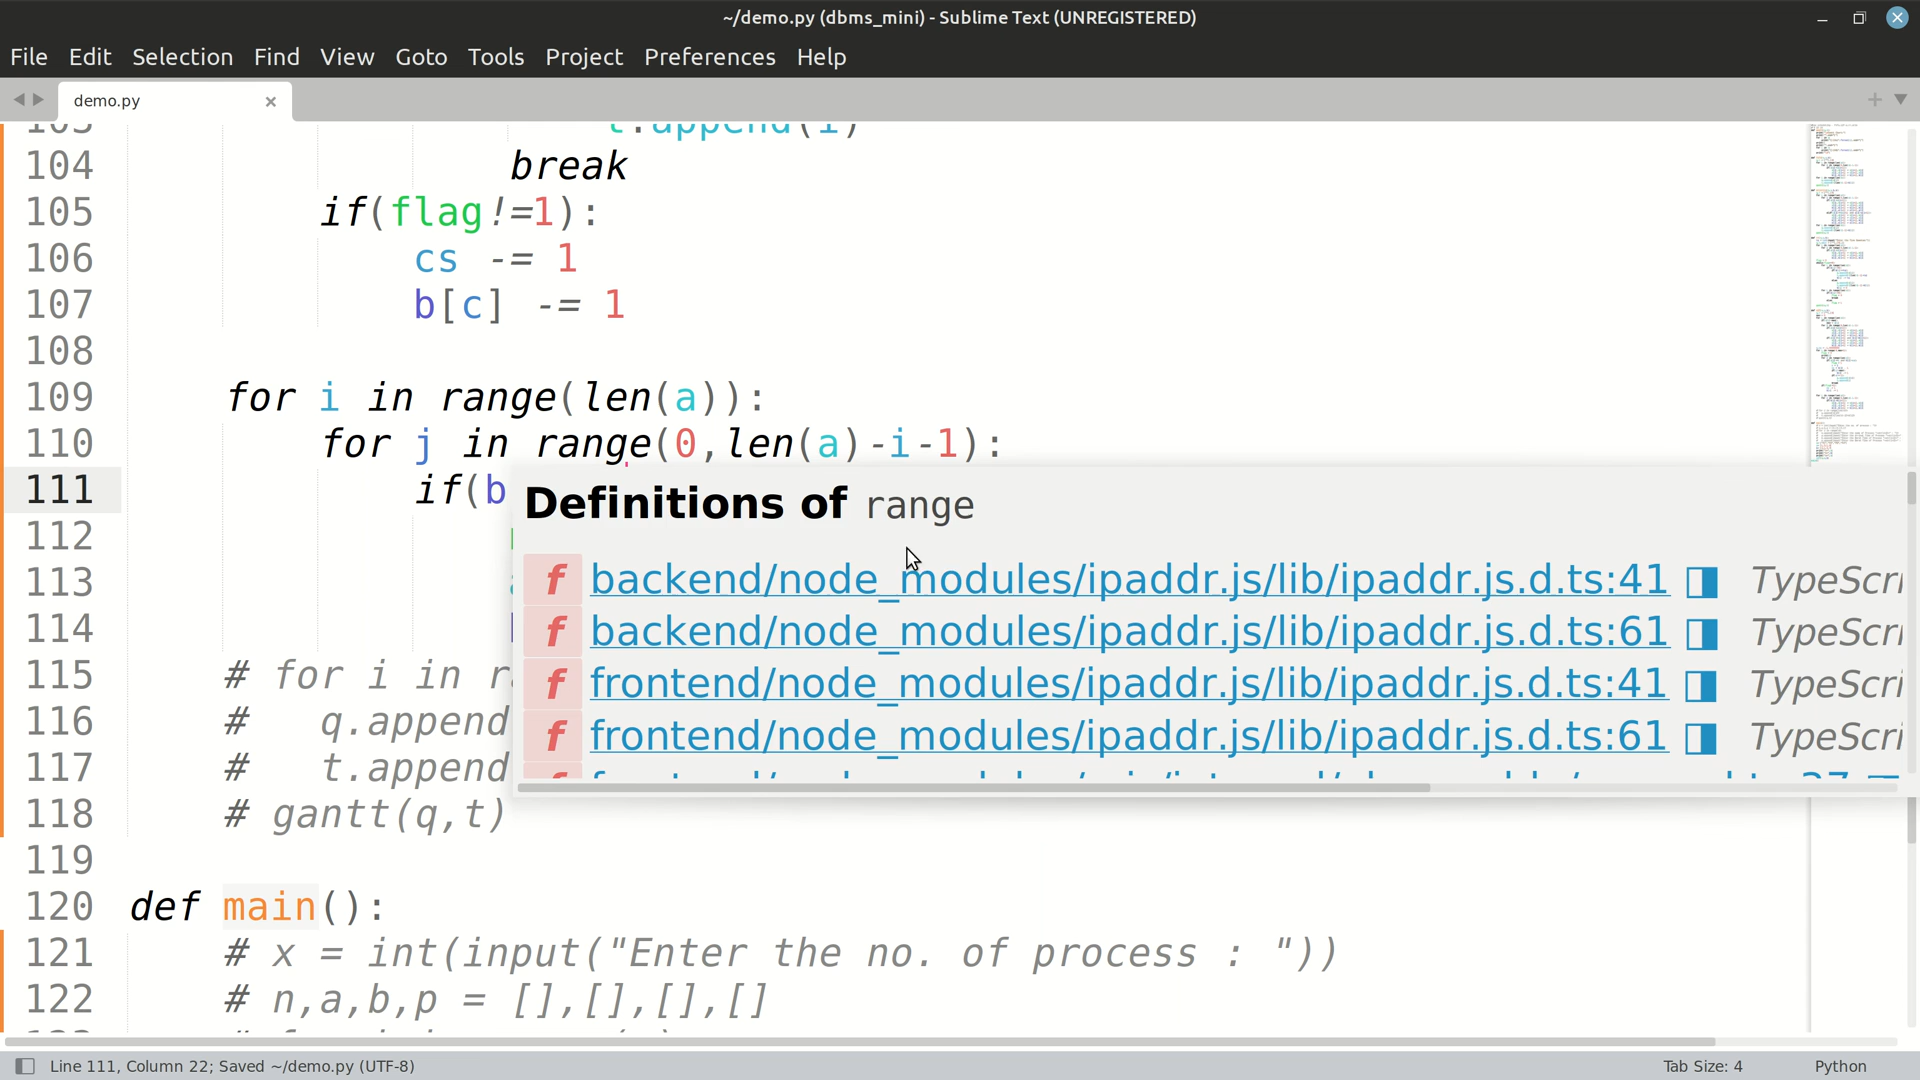 ~/demo.py (dbms_mini) - Sublime Text (UNREGISTERED)
File Edit Selection Find View Goto Tools Project Preferences Help
demo.py
103 t.append(i)
104 break
105 if(flag!=1):
106 cs -= 1
107 b[c] -= 1
108
109 for i in range(len(a)):
110 for j in range(0,len(a)-i-1):
111 if(b
Definitions of range
112
f backend/node_modules/ipaddr.js/lib/ipaddr.js.d.ts:41 TypeScri
113
f backend/node_modules/ipaddr.js/lib/ipaddr.js.d.ts:61 TypeScri
114
f frontend/node_modules/ipaddr.js/lib/ipaddr.js.d.ts:41 TypeScri
115 # for i in r
116 # q.append
f frontend/node_modules/ipaddr.js/lib/ipaddr.js.d.ts:61 TypeScri
117 # t.append
118 # gantt(q,t)
119
120 def main():
121 # x = int(input("Enter the no. of process : "))
122 # n,a,b,p = [],[],[],[]
Line 111, Column 22; Saved ~/demo.py (UTF-8)
Tab Size: 4
Python